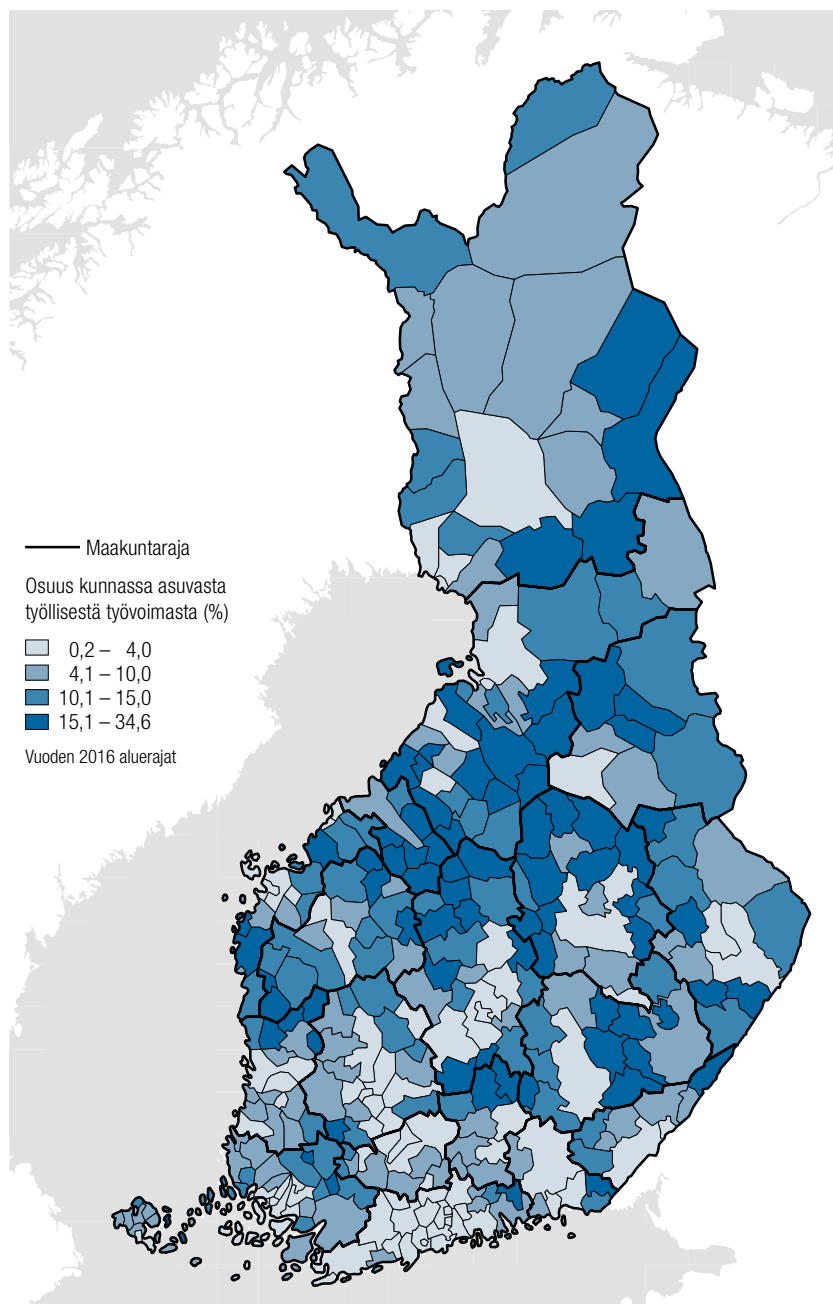 Maakuntaraja
Osuus kunnassa asuvasta
työllisestä työvoimasta (%)
0,2 – 4,0
4,1 – 10,0
10,1 – 15,0
15,1 – 34,6
Vuoden 2016 aluerajat